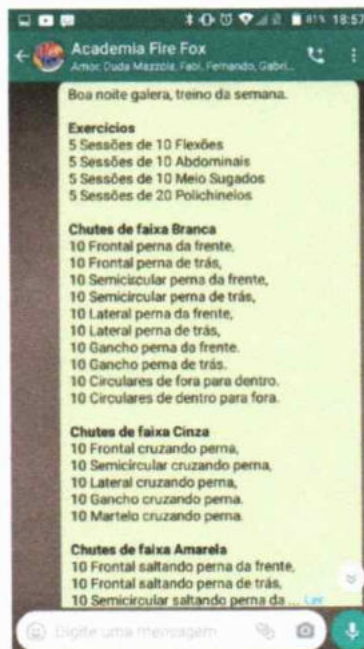 81% 18:57
Academia Fire Fox
Amor, Duda Mazzola, Fabi, Fernando, Gabri...
Boa noite galera, treino da semana.
Exercícios
5 Sessões de 10 Flexões
5 Sessões de 10 Abdominais
5 Sessões de 10 Meio Sugados
5 Sessões de 20 Polichinelos
Chutes de faixa Branca
10 Frontal perna da frente,
10 Frontal perna de trás,
10 Semicircular perna da frente,
10 Semicircular perna de trás,
10 Lateral perna da frente,
10 Lateral perna de trás,
10 Gancho perna da frente.
10 Gancho perna de trás.
10 Circulares de fora para dentro.
10 Circulares de dentro para fora.
Chutes de faixa Cinza
10 Frontal cruzando perna,
10 Semicircular cruzando perna,
10 Lateral cruzando perna,
10 Gancho cruzando perna.
10 Martelo cruzando perna.
Chutes de faixa Amarela
10 Frontal saltando perna da frente,
10 Frontal saltando perna de trás,
10 Semicircular saltando perna da ... Ler
Digite uma mensagem